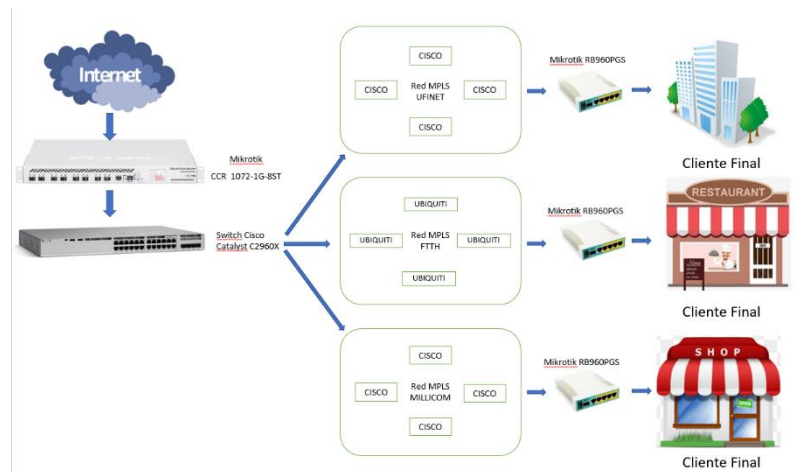 Internet
Mikrotik
CCR 1072-1G-8ST
Switch Cisco
Catalyst C2960X
CISCO
CISCO
Red MPLS
UFINET
CISCO
CISCO
Mikrotik RB960PGS
Cliente Final
UBIQUITI
UBIQUITI
Red MPLS
FTTH
UBIQUITI
UBIQUITI
Mikrotik RB960PGS
RESTAURANT
Cliente Final
CISCO
CISCO
Red MPLS
MILLICOM
CISCO
CISCO
Mikrotik RB960PGS
SHOP
OPEN
Cliente Final